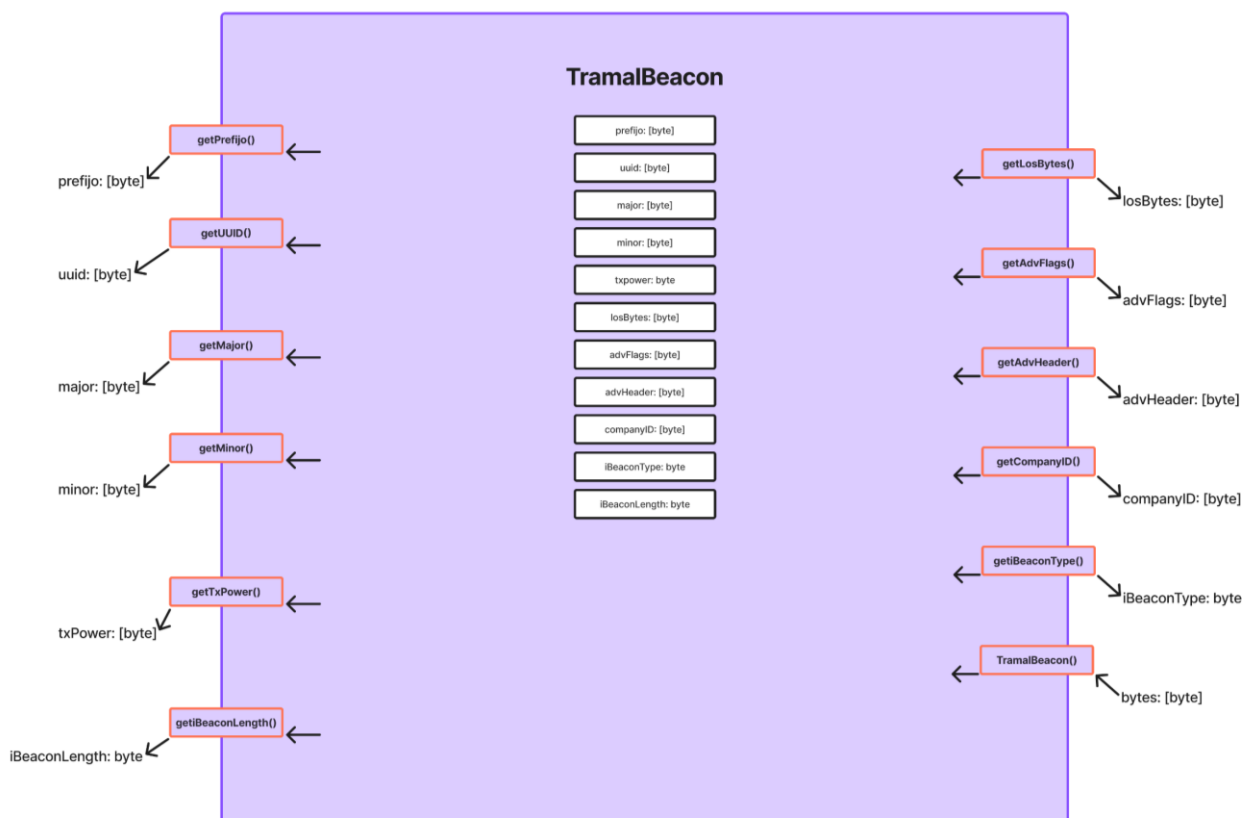 TramaIBeacon
getPrefijo()
prefijo: [byte]
getUUID()
uuid: [byte]
getMajor()
major: [byte]
getMinor()
minor: [byte]
getTxPower()
txPower: [byte]
getiBeaconLength()
iBeaconLength: byte
prefijo: [byte]
uuid: [byte]
major: [byte]
minor: [byte]
txpower: byte
losBytes: [byte]
advFlags: [byte]
advHeader: [byte]
companyID: [byte]
iBeaconType: byte
iBeaconLength: byte
getLosBytes()
losBytes: [byte]
getAdvFlags()
advFlags: [byte]
getAdvHeader()
advHeader: [byte]
getCompanyID()
companyID: [byte]
getiBeaconType()
iBeaconType: byte
TramaIBeacon()
bytes: [byte]